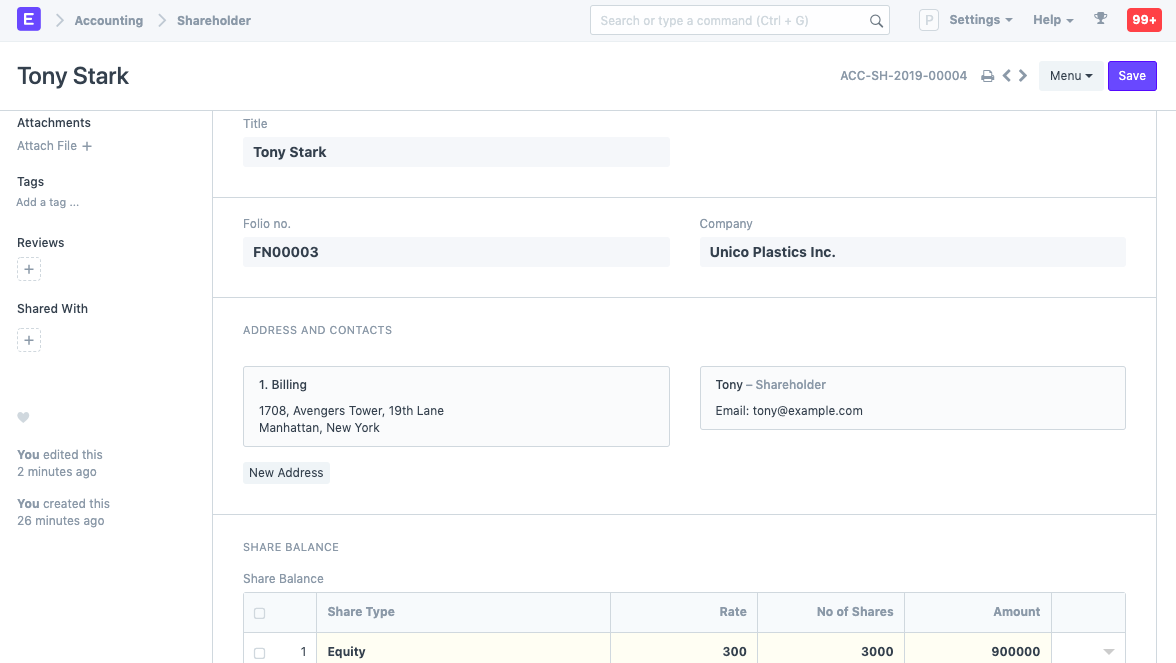 E Accounting Shareholder Search or type a command (Ctrl + G) P Settings Help 99+
Tony Stark ACC-SH-2019-00004 Menu Save
Attachments
Attach File +
Tags
Add a tag ...
Reviews
+
Shared With
+
You edited this
2 minutes ago
You created this
26 minutes ago
Title
Tony Stark
Folio no.
FN00003
Company
Unico Plastics Inc.
ADDRESS AND CONTACTS
1. Billing
1708, Avengers Tower, 19th Lane
Manhattan, New York
New Address
Tony – Shareholder
Email: tony@example.com
SHARE BALANCE
Share Balance
Share Type Rate No of Shares Amount
1 Equity 300 3000 900000